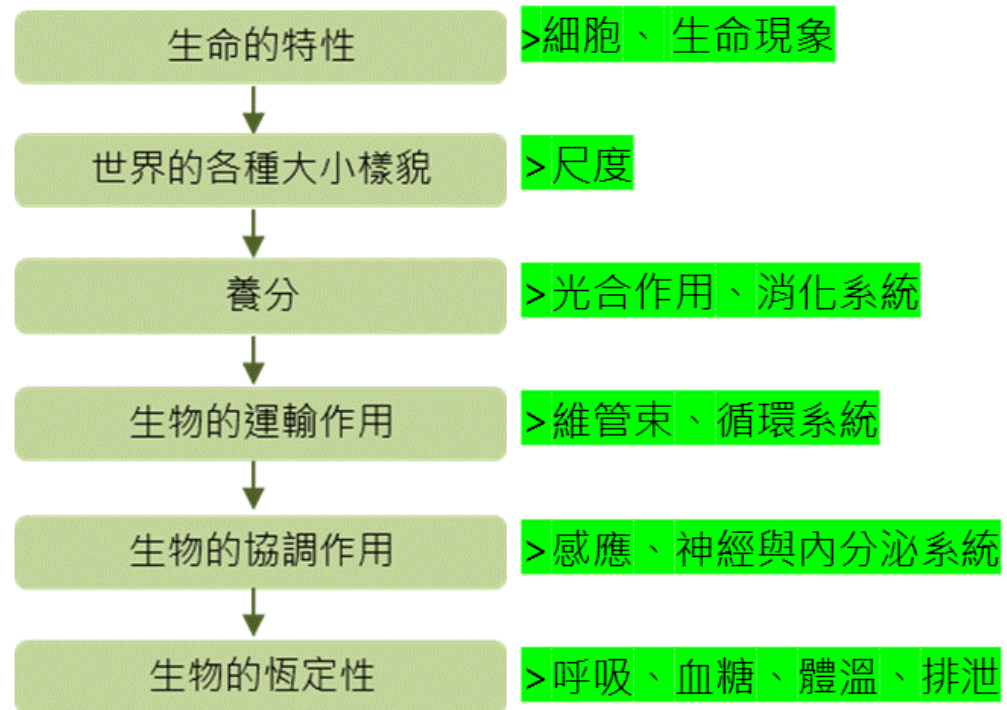 生命的特性
>細胞、生命現象
世界的各種大小樣貌
>尺度
養分
>光合作用、消化系統
生物的運輸作用
>維管束、循環系統
生物的協調作用
>感應、神經與內分泌系統
生物的恆定性
>呼吸、血糖、體溫、排泄